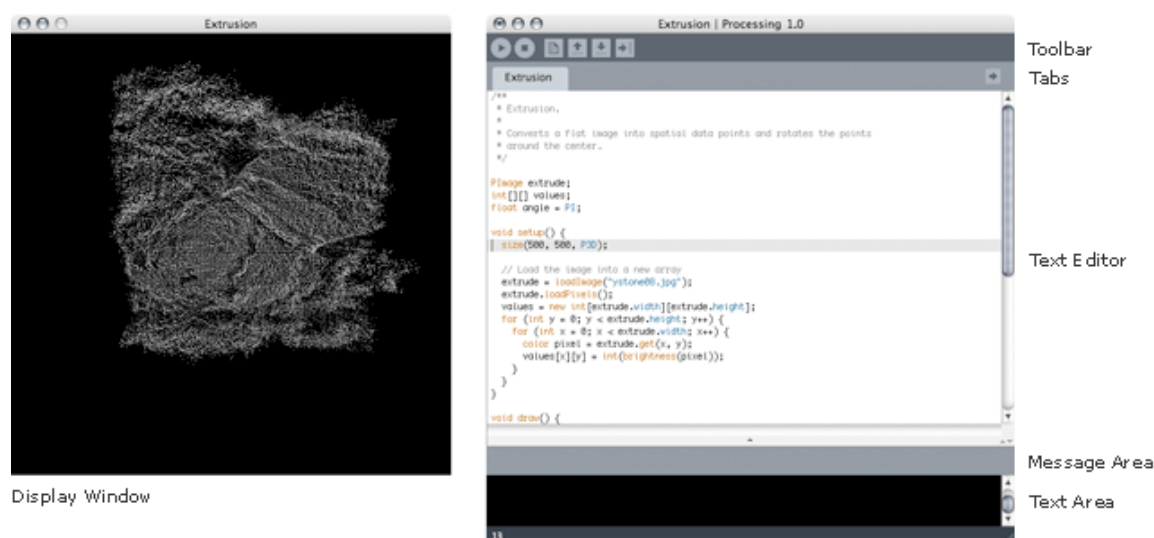 Extrusion
Display Window
Extrusion | Processing 1.0
Toolbar
Extrusion
Tabs
/**
* Extrusion.
*
* Converts a flat image into spatial data points and rotates the points
* around the center.
*/
PImage extrude;
int[][] values;
float angle = PI;
void setup() {
size(500, 500, P3D);
// Load the image into a new array
extrude = loadImage("ystone08.jpg");
extrude.loadPixels();
values = new int[extrude.width][extrude.height];
for (int y = 0; y < extrude.height; y++) {
for (int x = 0; x < extrude.width; x++) {
color pixel = extrude.get(x, y);
values[x][y] = int(brightness(pixel));
}
}
}
void draw() {
Text Editor
Message Area
Text Area
13